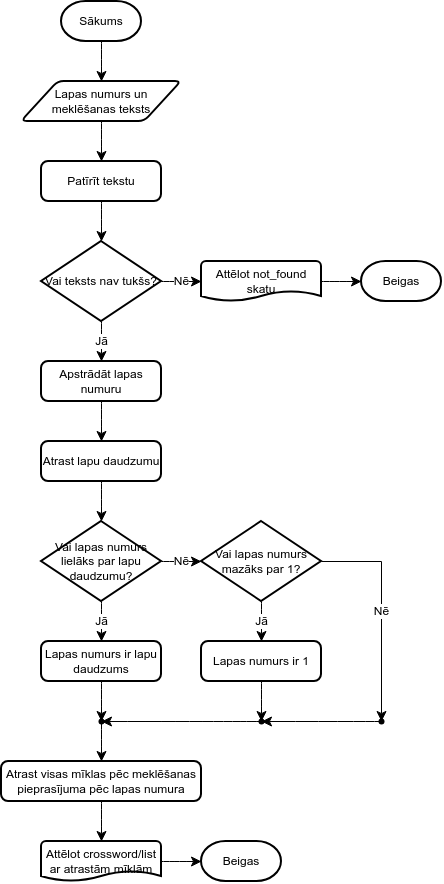 Sākums
Lapas numurs un
meklēšanas teksts
Patīrīt tekstu
Vai teksts nav tukšs?
Nē
Attēlot not_found
skatu
Beigas
Jā
Apstrādāt lapas
numuru
Atrast lapu daudzumu
Vai lapas numurs
lielāks par lapu
daudzumu?
Nē
Vai lapas numurs
mazāks par 1?
Nē
Jā
Jā
Lapas numurs ir lapu
daudzums
Lapas numurs ir 1
Atrast visas mīklas pēc meklēšanas
pieprasījuma pēc lapas numura
Attēlot crossword/list
ar atrastām mīklām
Beigas